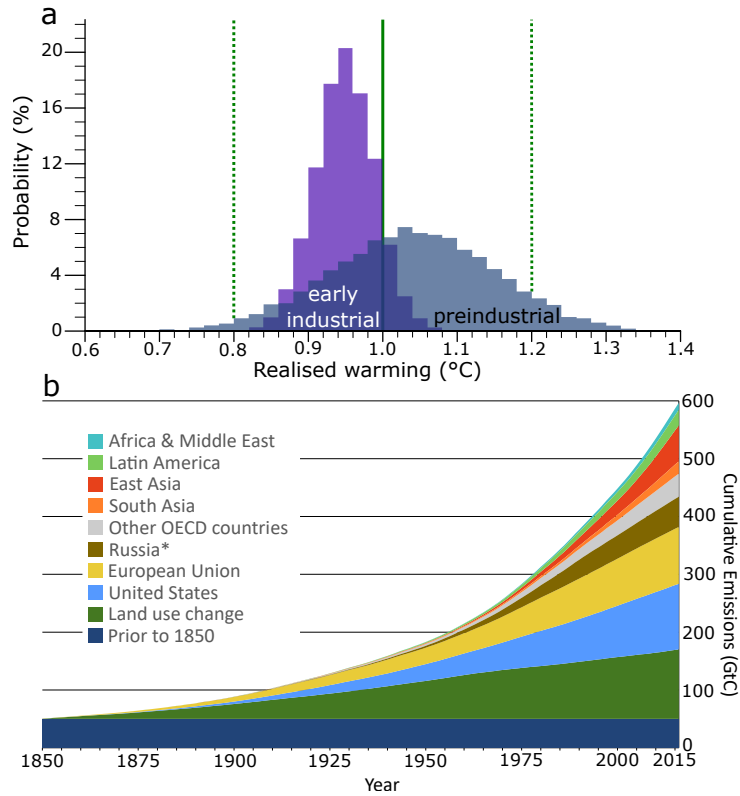 a
Probability (%)
20
16
12
8
4
0
early
industrial
preindustrial
0.6 0.7 0.8 0.9 1.0 1.1 1.2 1.3 1.4
Realised warming (°C)
b
Africa & Middle East
Latin America
East Asia
South Asia
Other OECD countries
Russia*
European Union
United States
Land use change
Prior to 1850
600
500
400
300
200
100
0
Cumulative Emissions (GtC)
1850 1875 1900 1925 1950 1975 2000 2015
Year